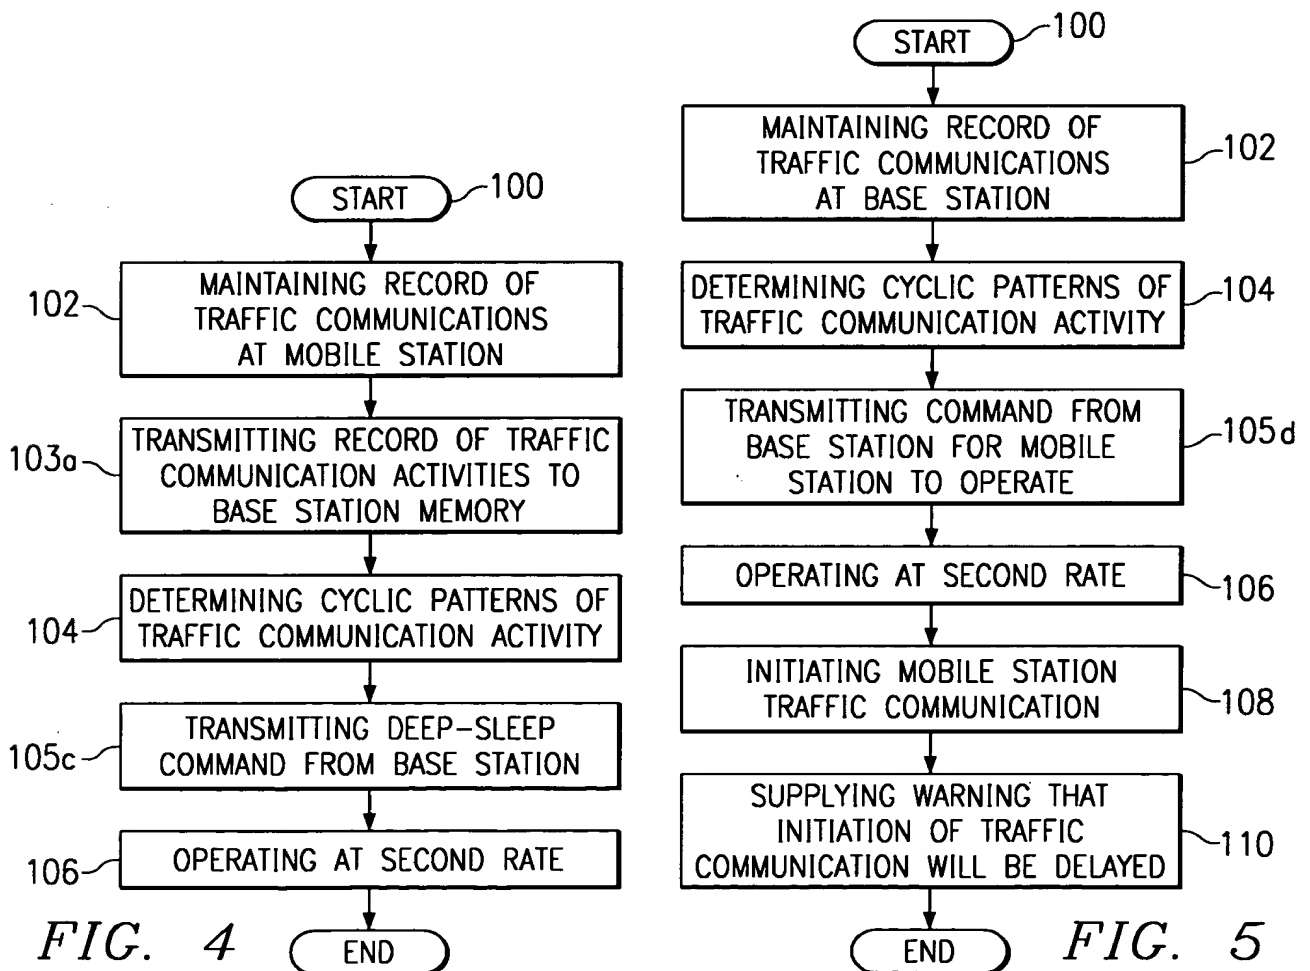 START
100
102
MAINTAINING RECORD OF
TRAFFIC COMMUNICATIONS
AT MOBILE STATION
103a
TRANSMITTING RECORD OF TRAFFIC
COMMUNICATION ACTIVITIES TO
BASE STATION MEMORY
104
DETERMINING CYCLIC PATTERNS OF
TRAFFIC COMMUNICATION ACTIVITY
105c
TRANSMITTING DEEP-SLEEP
COMMAND FROM BASE STATION
106
OPERATING AT SECOND RATE
END
FIG. 4
START
100
MAINTAINING RECORD OF
TRAFFIC COMMUNICATIONS
AT BASE STATION
102
DETERMINING CYCLIC PATTERNS OF
TRAFFIC COMMUNICATION ACTIVITY
104
TRANSMITTING COMMAND FROM
BASE STATION FOR MOBILE
STATION TO OPERATE
105d
OPERATING AT SECOND RATE
106
INITIATING MOBILE STATION
TRAFFIC COMMUNICATION
108
SUPPLYING WARNING THAT
INITIATION OF TRAFFIC
COMMUNICATION WILL BE DELAYED
110
END
FIG. 5